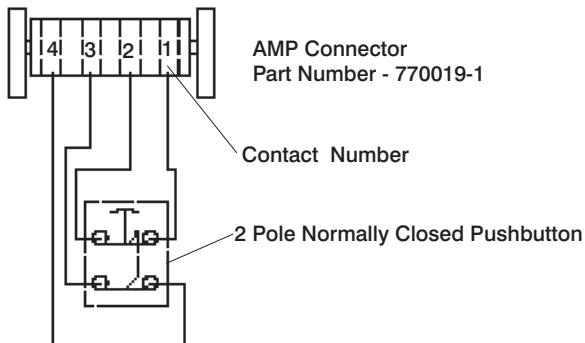 4 3 2 1
AMP Connector
Part Number - 770019-1
Contact Number
2 Pole Normally Closed Pushbutton